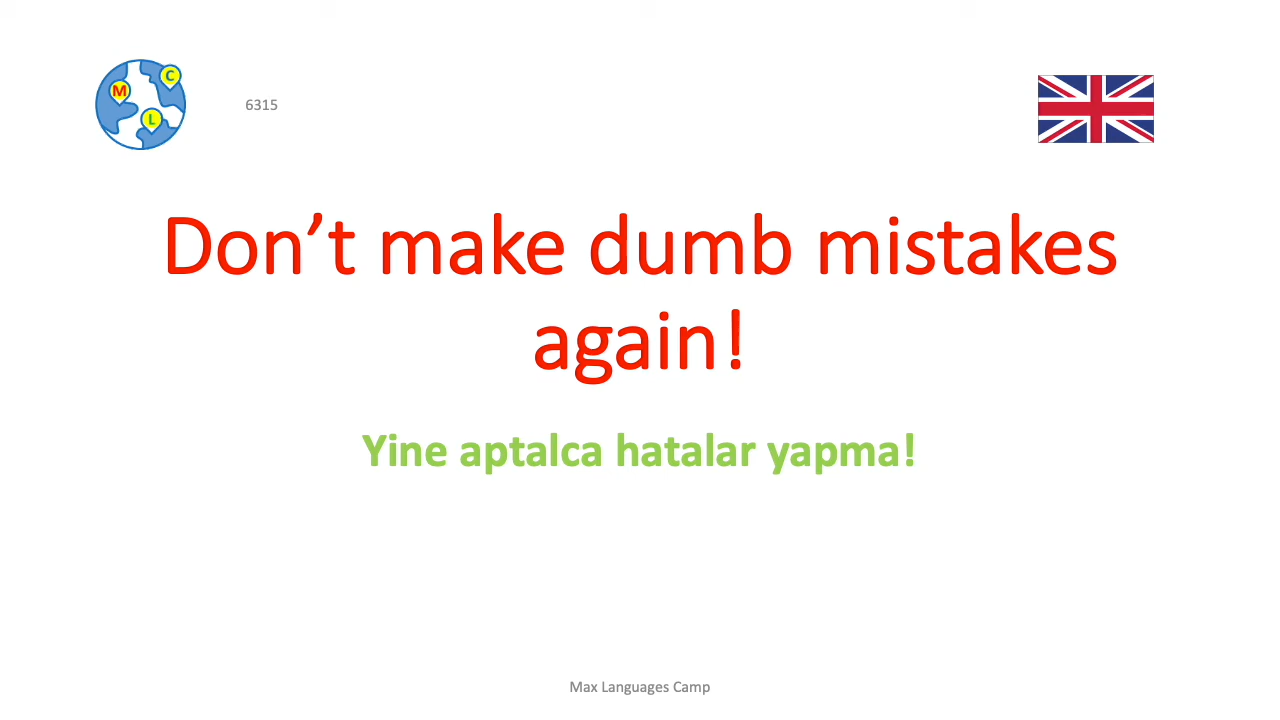 C
M
L
6315
Don’t make dumb mistakes
again!
Yine aptalca hatalar yapma!
Max Languages Camp